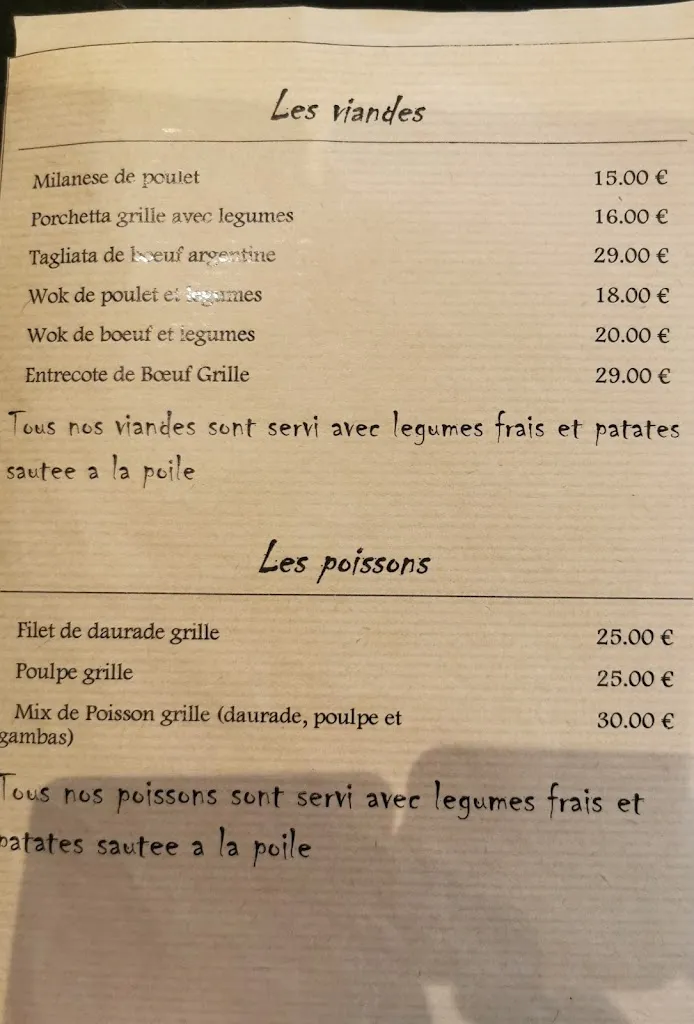 Les viandes
Milanese de poulet 15.00 €
Porchetta grille avec legumes 16.00 €
Tagliata de bœuf argentine 29.00 €
Wok de poulet et legumes 18.00 €
Wok de boeuf et legumes 20.00 €
Entrecote de Bœuf Grille 29.00 €
Tous nos viandes sont servi avec legumes frais et patates
sautee a la poile
Les poissons
Filet de daurade grille 25.00 €
Poulpe grille 25.00 €
Mix de Poisson grille (daurade, poulpe et 30.00 €
gambas)
Tous nos poissons sont servi avec legumes frais et
patates sautee a la poile